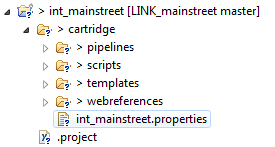 > int_mainstreet [LINK_mainstreet master]
> cartridge
> pipelines
> scripts
> templates
> webreferences
int_mainstreet.properties
.project